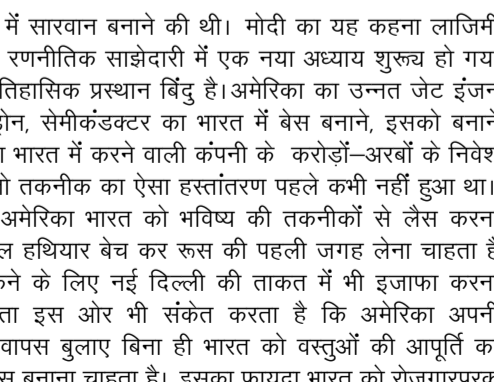 में सारवान बनाने की थी। मोदी का यह कहना लाजिमी
रणनीतिक साझेदारी में एक नया अध्याय शुरूच्य हो गय
तिहासिक प्रस्थान बिंदु है।अमेरिका का उन्नत जेट इंजन
ड्रोन, सेमीकंडक्टर का भारत में बेस बनाने, इसको बनाने
भारत में करने वाली कंपनी के करोड़ों–अरबों के निवेश
तकनीक का ऐसा हस्तांतरण पहले कभी नहीं हुआ था।
अमेरिका भारत को भविष्य की तकनीकों से लैस करन
हथियार बेच कर रूस की पहली जगह लेना चाहता है
के लिए नई दिल्ली की ताकत में भी इजाफा करन
इस ओर भी संकेत करता है कि अमेरिका अपनी
वापस बुलाए बिना ही भारत को वस्तुओं की आपूर्ति क
बनाना चाहता है। इसका फायदा भारत को रोजगारपरक